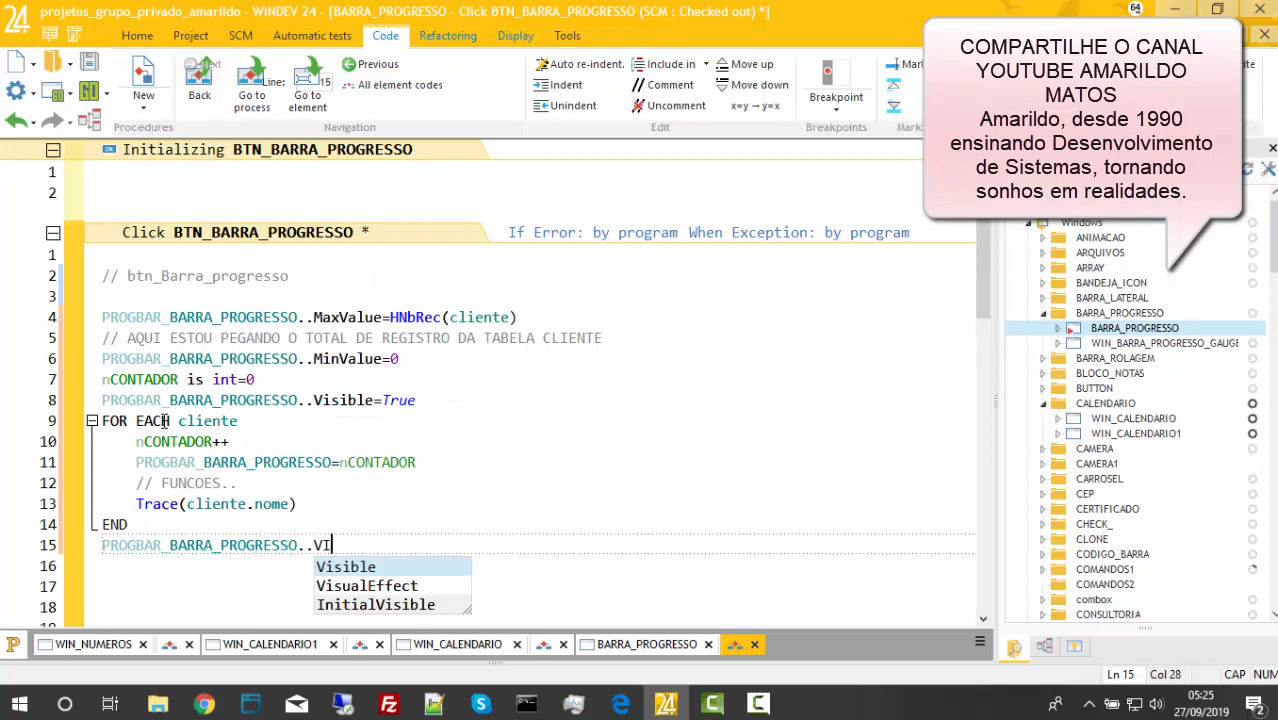 projetos_grupo_privado_amarildo - WINDEV 24 - [BARRA_PROGRESSO - Click BTN_BARRA_PROGRESSO (SCM : Checked out) *]
64
24
Home Project SCM Automatic tests Code Refactoring Display Tools
New
Back
Go to process
Line: 15
Go to element
Previous
All element codes
Auto re-indent.
Indent
Unindent
Include in
Comment
Uncomment
Move up
Move down
x=y→y=x
Breakpoint
Procedures Navigation Edit Breakpoints
COMPARTILHE O CANAL
YOUTUBE AMARILDO
MATOS
Amarildo, desde 1990
ensinando Desenvolvimento
de Sistemas, tornando
sonhos em realidades.
Initializing BTN_BARRA_PROGRESSO
1
2
Click BTN_BARRA_PROGRESSO * If Error: by program When Exception: by program
1
2 // btn_Barra_progresso
3
4 PROGBAR_BARRA_PROGRESSO..MaxValue=HNbRec(cliente)
5 // AQUI ESTOU PEGANDO O TOTAL DE REGISTRO DA TABELA CLIENTE
6 PROGBAR_BARRA_PROGRESSO..MinValue=0
7 nCONTADOR is int=0
8 PROGBAR_BARRA_PROGRESSO..Visible=True
9 FOR EACH cliente
10 nCONTADOR++
11 PROGBAR_BARRA_PROGRESSO=nCONTADOR
12 // FUNCOES..
13 Trace(cliente.nome)
14 END
15 PROGBAR_BARRA_PROGRESSO..VI
16
17
18
Visible
VisualEffect
InitialVisible
Windows
ANIMACAO
ARQUIVOS
ARRAY
BANDEJA_ICON
BARRA_LATERAL
BARRA_PROGRESSO
BARRA_PROGRESSO
WIN_BARRA_PROGRESSO_GAUGE
BARRA_ROLAGEM
BLOCO_NOTAS
BUTTON
CALENDARIO
WIN_CALENDARIO
WIN_CALENDARIO1
CAMERA
CAMERA1
CARROSEL
CEP
CERTIFICADO
CHECK_
CLONE
CODIGO_BARRA
COMANDOS1
COMANDOS2
combox
CONSULTORIA
WIN_NUMEROS WIN_CALENDARIO1 WIN_CALENDARIO BARRA_PROGRESSO
Ln 15 Col 28 CAP NUM
05:25
27/09/2019
24
2